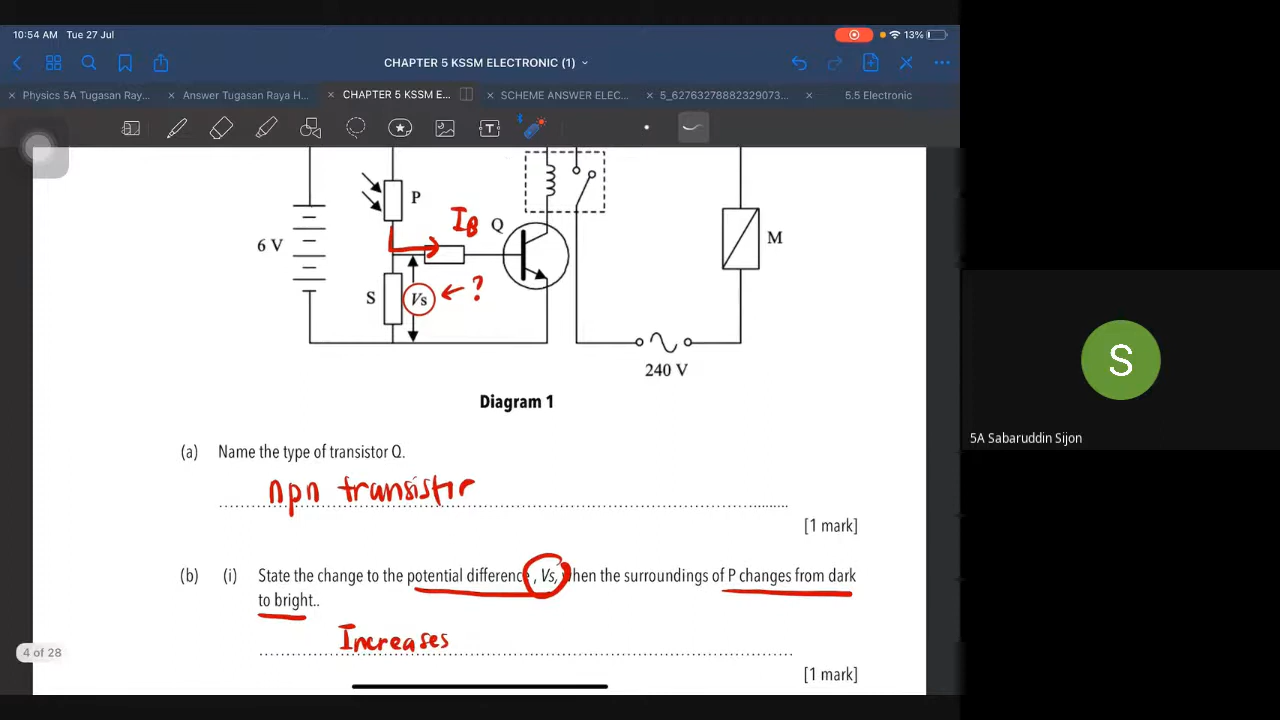 10:54 AM Tue 27 Jul
13%
CHAPTER 5 KSSM ELECTRONIC (1)
Physics 5A Tugasan Ray...
Answer Tugasan Raya H...
CHAPTER 5 KSSM E...
SCHEME ANSWER ELEC...
5_62763278882329073...
5.5 Electronic
P
IB
Q
6 V
M
S
Vs
?
240 V
Diagram 1
(a) Name the type of transistor Q.
npn transistir
[1 mark]
(b) (i) State the change to the potential difference , Vs, when the surroundings of P changes from dark
to bright..
Increases
4 of 28
[1 mark]
S
5A Sabaruddin Sijon